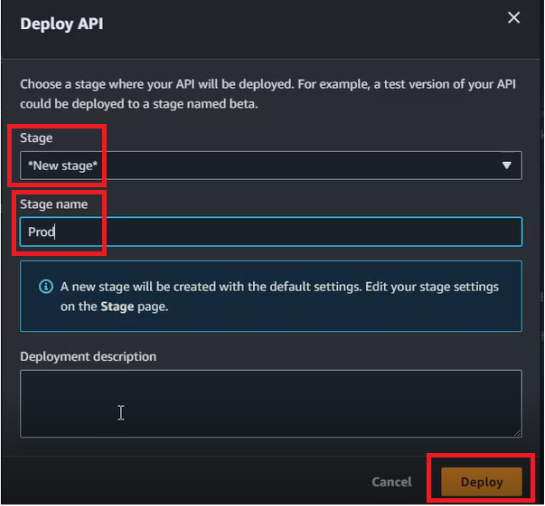 Deploy API
Choose a stage where your API will be deployed. For example, a test version of your API
could be deployed to a stage named beta.
Stage
*New stage*
Stage name
Prod
A new stage will be created with the default settings. Edit your stage settings
on the Stage page.
Deployment description
Cancel
Deploy